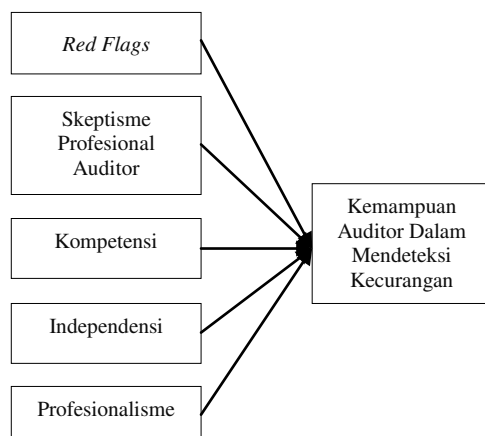 Red Flags
Skeptisme
Profesional
Auditor
Kompetensi
Independensi
Profesionalisme
Kemampuan
Auditor Dalam
Mendeteksi
Kecurangan